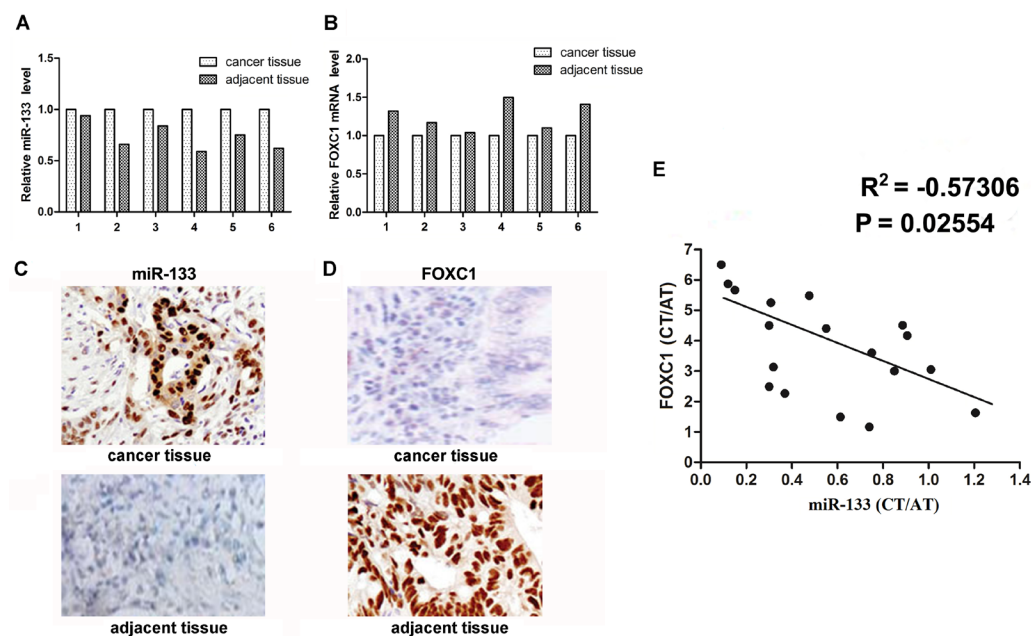 A
Relative miR-133 level
1.5
1.0
0.5
0.0
cancer tissue
adjacent tissue
1 2 3 4 5 6
B
Relative FOXC1 mRNA level
2.0
1.5
1.0
0.5
0.0
cancer tissue
adjacent tissue
1 2 3 4 5 6
C
miR-133
cancer tissue
adjacent tissue
D
FOXC1
cancer tissue
adjacent tissue
E
R² = -0.57306
P = 0.02554
FOXC1 (CT/AT)
7
6
5
4
3
2
1
0
0.0 0.2 0.4 0.6 0.8 1.0 1.2 1.4
miR-133 (CT/AT)